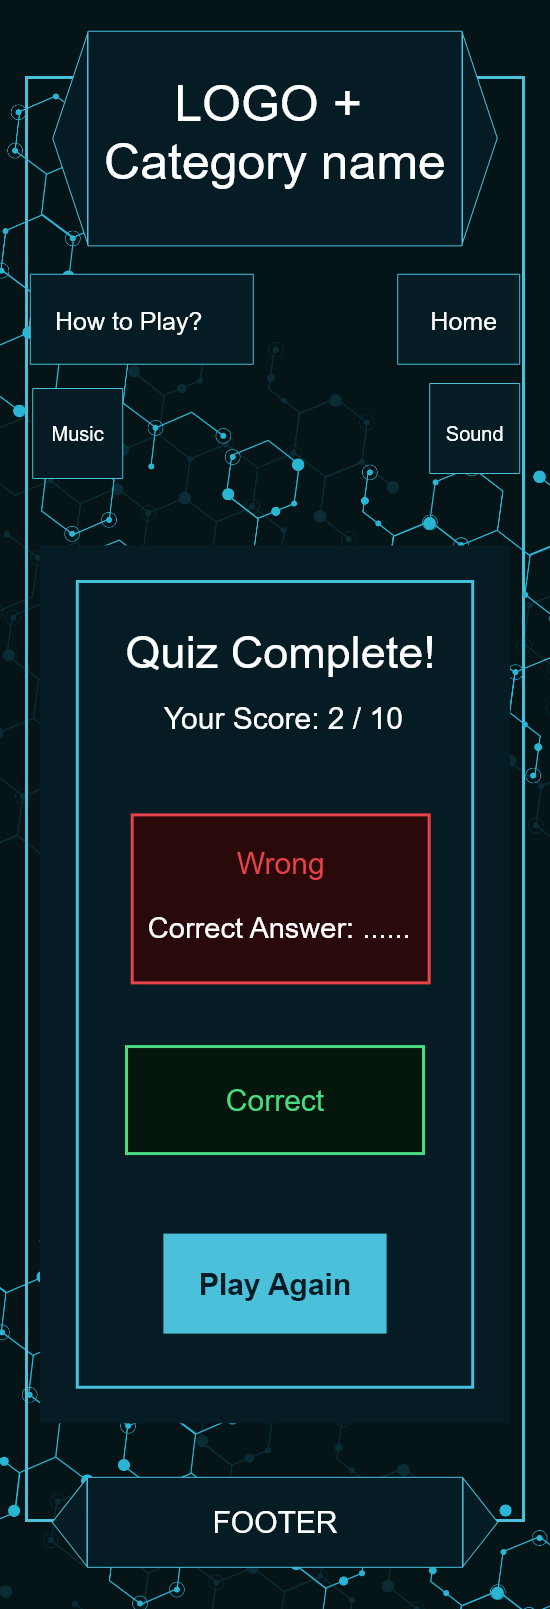 LOGO +
Category name
How to Play?
Home
Music
Sound
Quiz Complete!
Your Score: 2 / 10
Wrong
Correct Answer: ......
Correct
Play Again
FOOTER